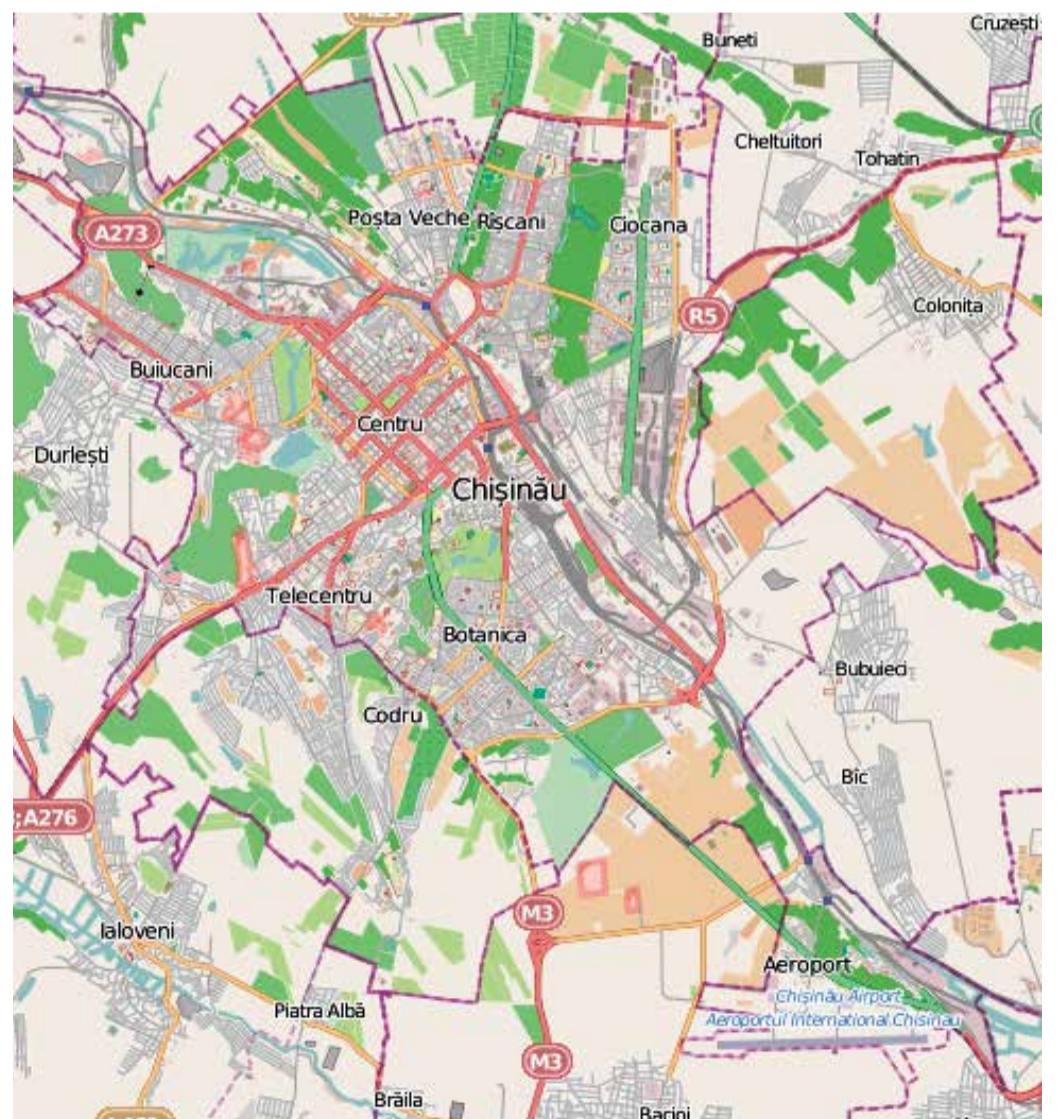 Cruzești
Buneti
Cheltuitori
Tohatin
Poșta Veche
Rîșcani
Ciocana
A273
R5
Colonița
Buiucani
Centru
Durlești
Chișinău
Telecentru
Botanica
Bubuieci
Codru
Bîc
;A276
M3
Ialoveni
Aeroport
Chișinău Airport
Aeroportul Internațional Chișinău
Piatra Albă
M3
Brăila